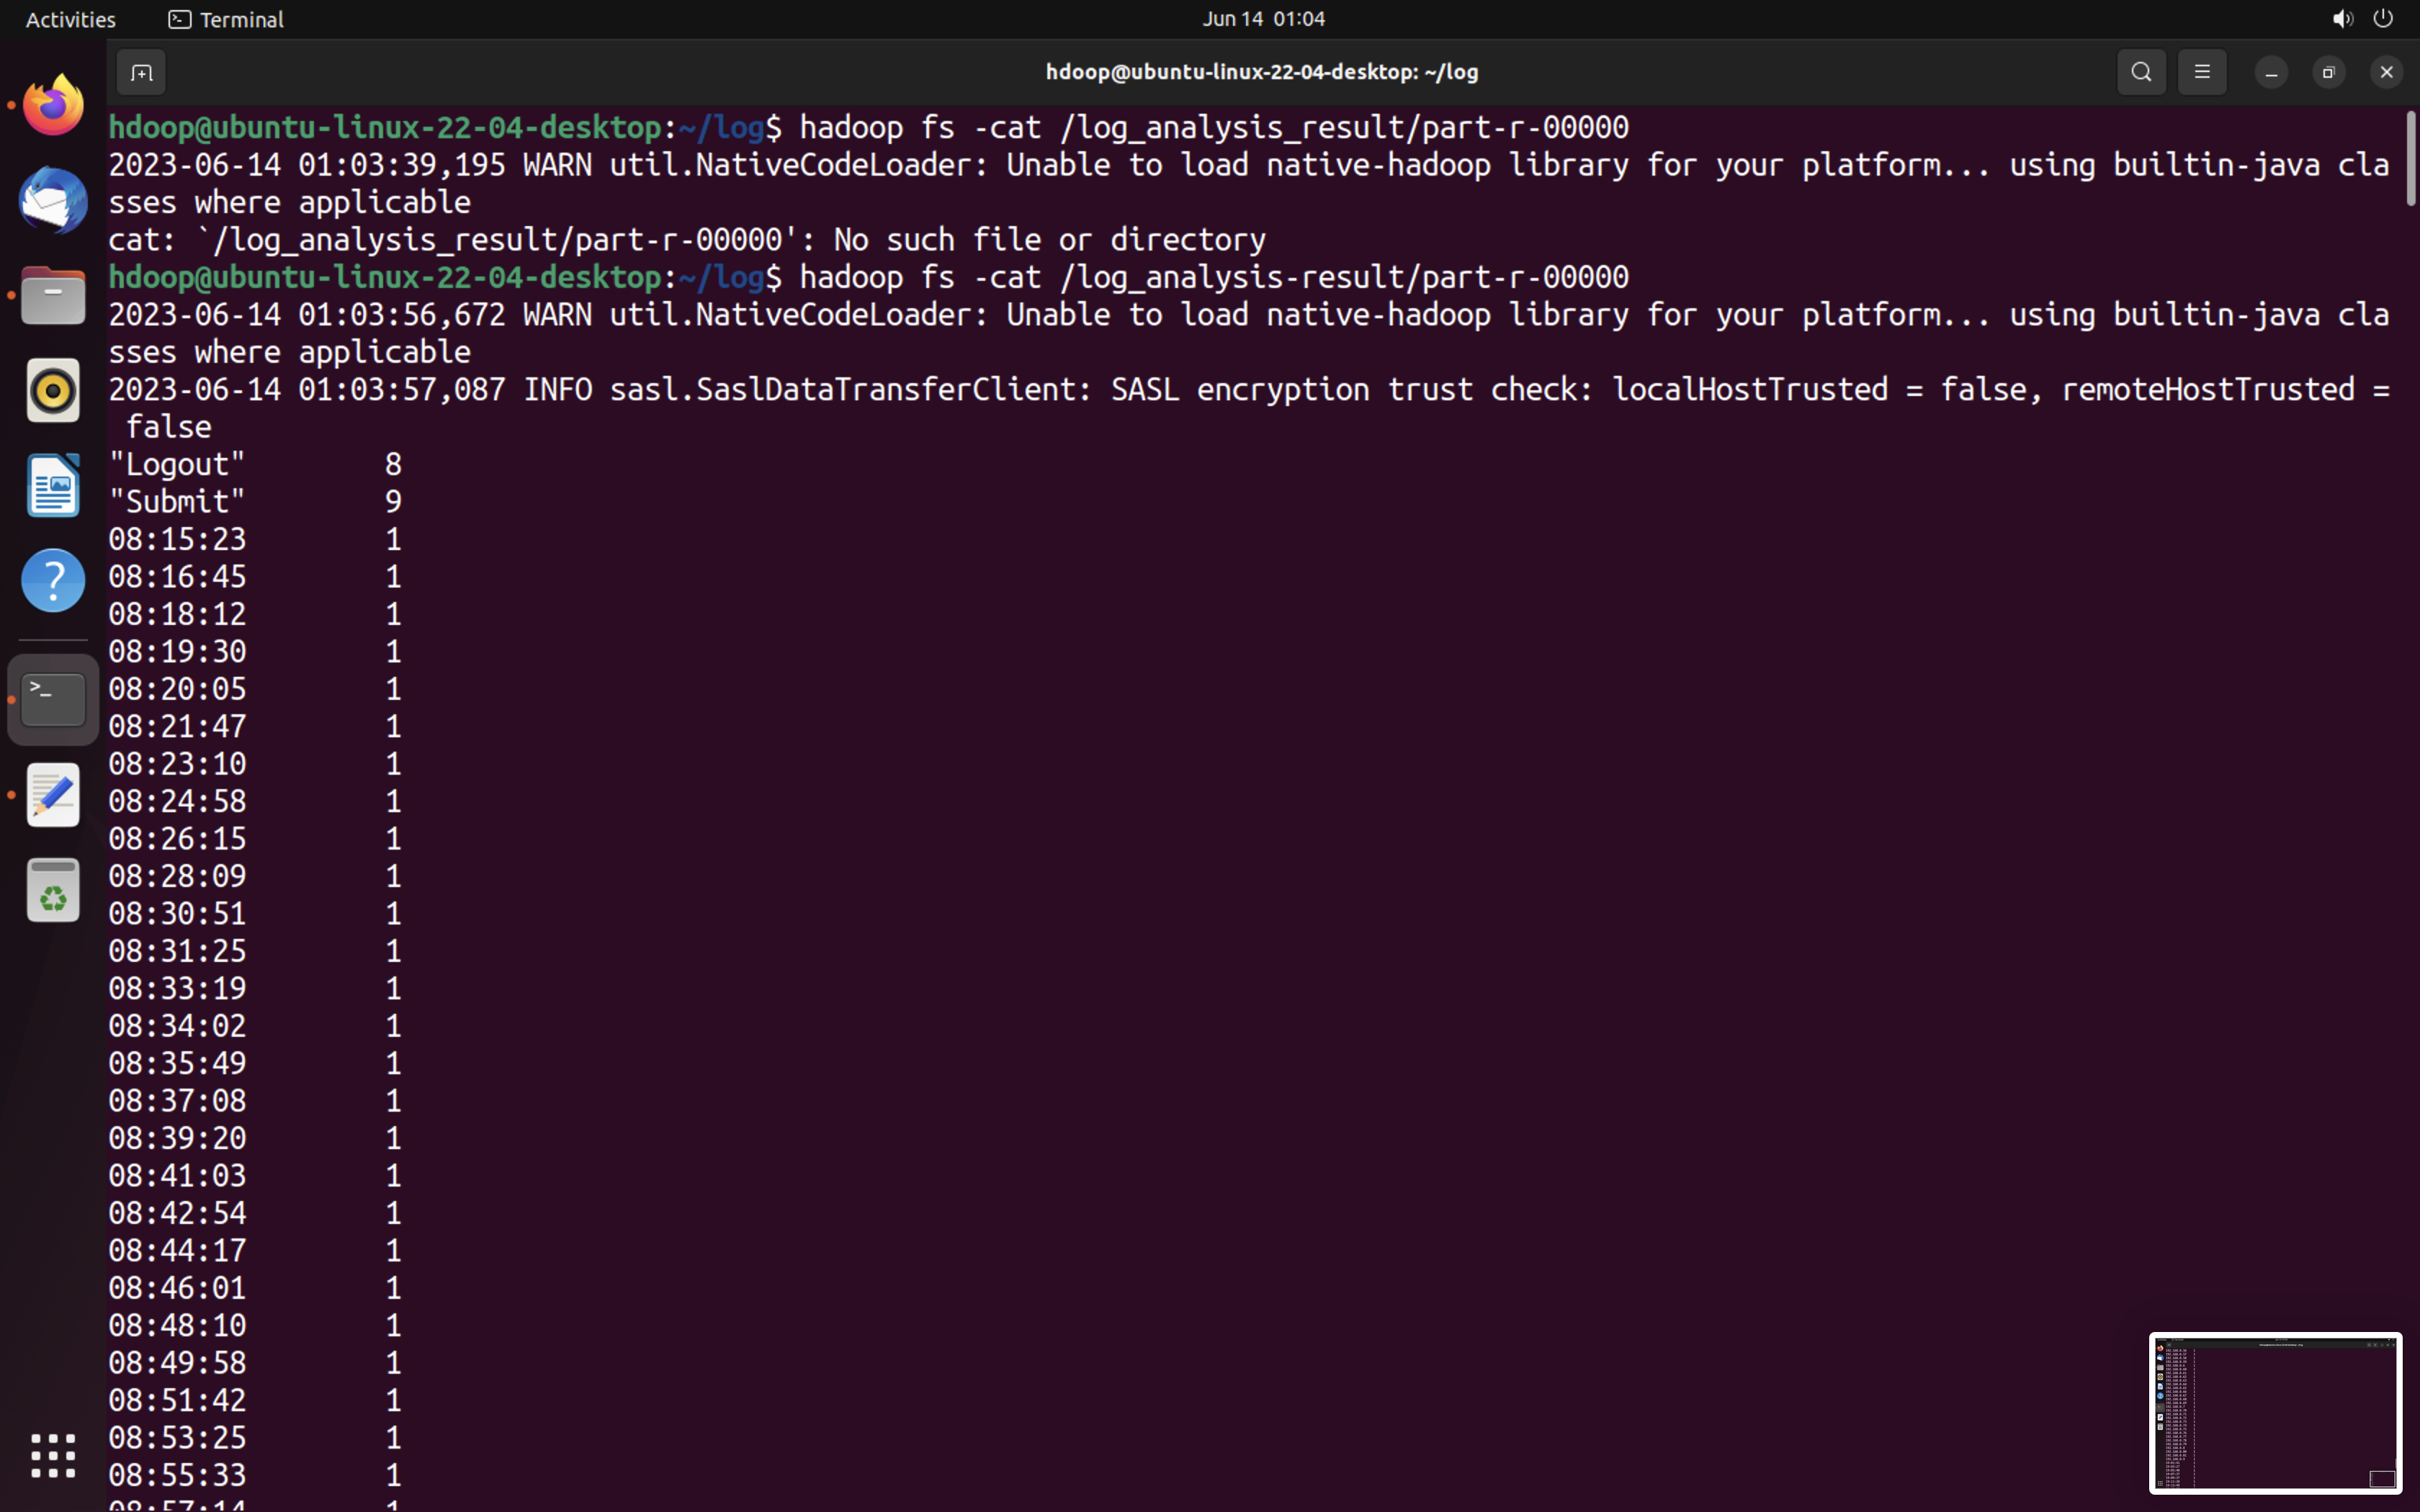 Activities Terminal Jun 14 01:04
hdoop@ubuntu-linux-22-04-desktop: ~/log
hdoop@ubuntu-linux-22-04-desktop:~/log$ hadoop fs -cat /log_analysis_result/part-r-00000
2023-06-14 01:03:39,195 WARN util.NativeCodeLoader: Unable to load native-hadoop library for your platform... using builtin-java cla
sses where applicable
cat: `/log_analysis_result/part-r-00000': No such file or directory
hdoop@ubuntu-linux-22-04-desktop:~/log$ hadoop fs -cat /log_analysis-result/part-r-00000
2023-06-14 01:03:56,672 WARN util.NativeCodeLoader: Unable to load native-hadoop library for your platform... using builtin-java cla
sses where applicable
2023-06-14 01:03:57,087 INFO sasl.SaslDataTransferClient: SASL encryption trust check: localHostTrusted = false, remoteHostTrusted =
false
"Logout" 8
"Submit" 9
08:15:23 1
08:16:45 1
08:18:12 1
08:19:30 1
08:20:05 1
08:21:47 1
08:23:10 1
08:24:58 1
08:26:15 1
08:28:09 1
08:30:51 1
08:31:25 1
08:33:19 1
08:34:02 1
08:35:49 1
08:37:08 1
08:39:20 1
08:41:03 1
08:42:54 1
08:44:17 1
08:46:01 1
08:48:10 1
08:49:58 1
08:51:42 1
08:53:25 1
08:55:33 1
08:57:14 1